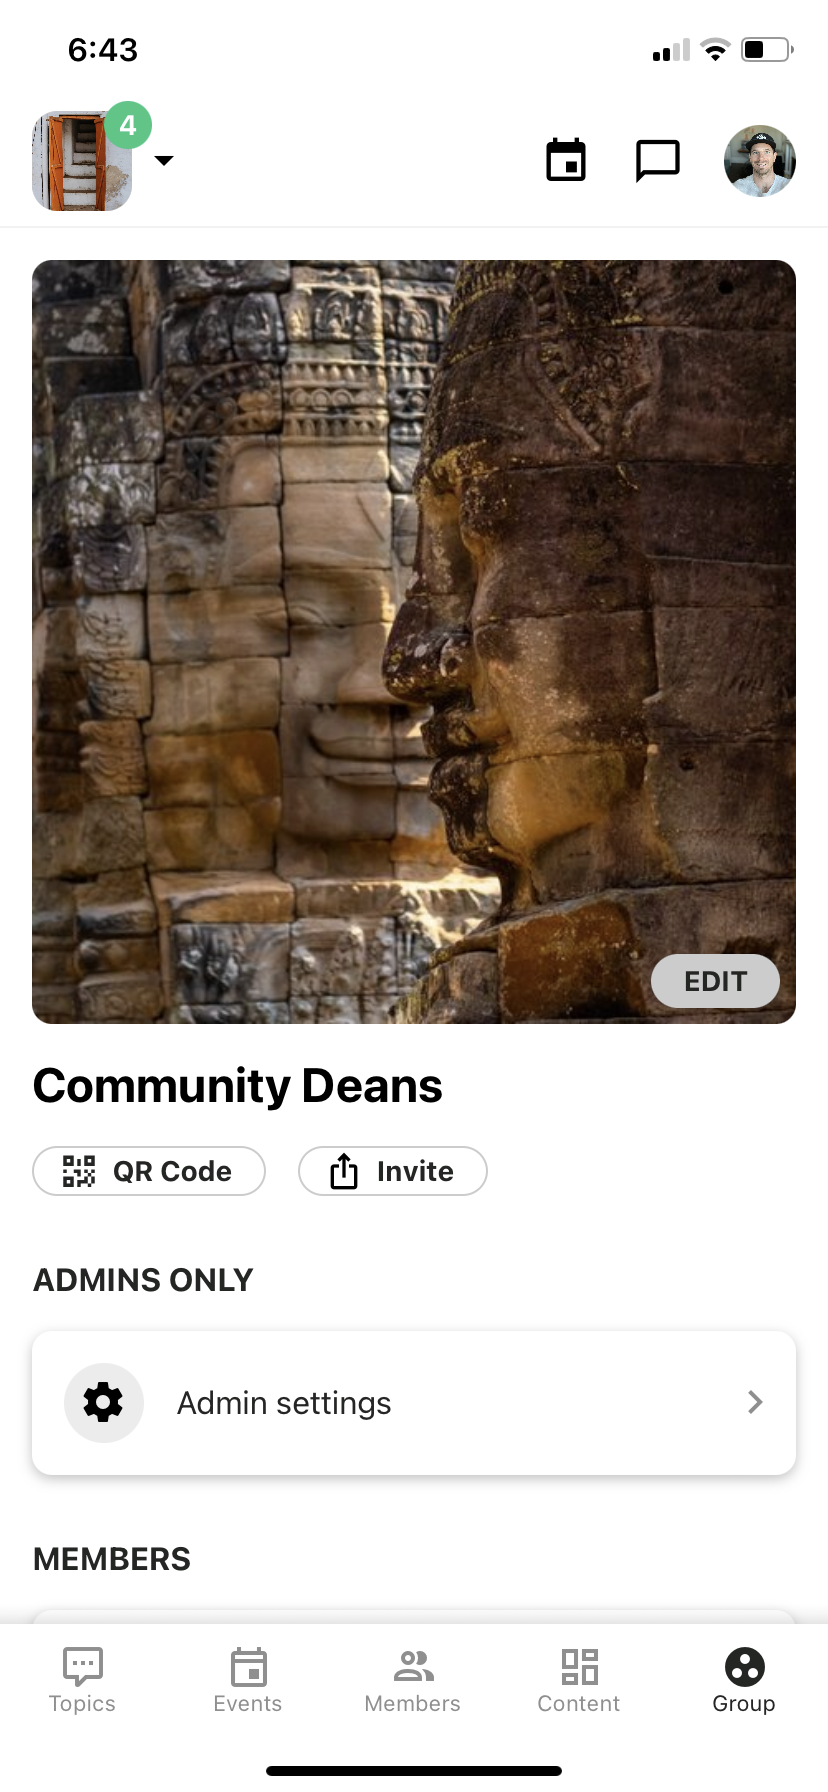 6:43
4
EDIT
Community Deans
QR Code
Invite
ADMINS ONLY
Admin settings
MEMBERS
Topics
Events
Members
Content
Group